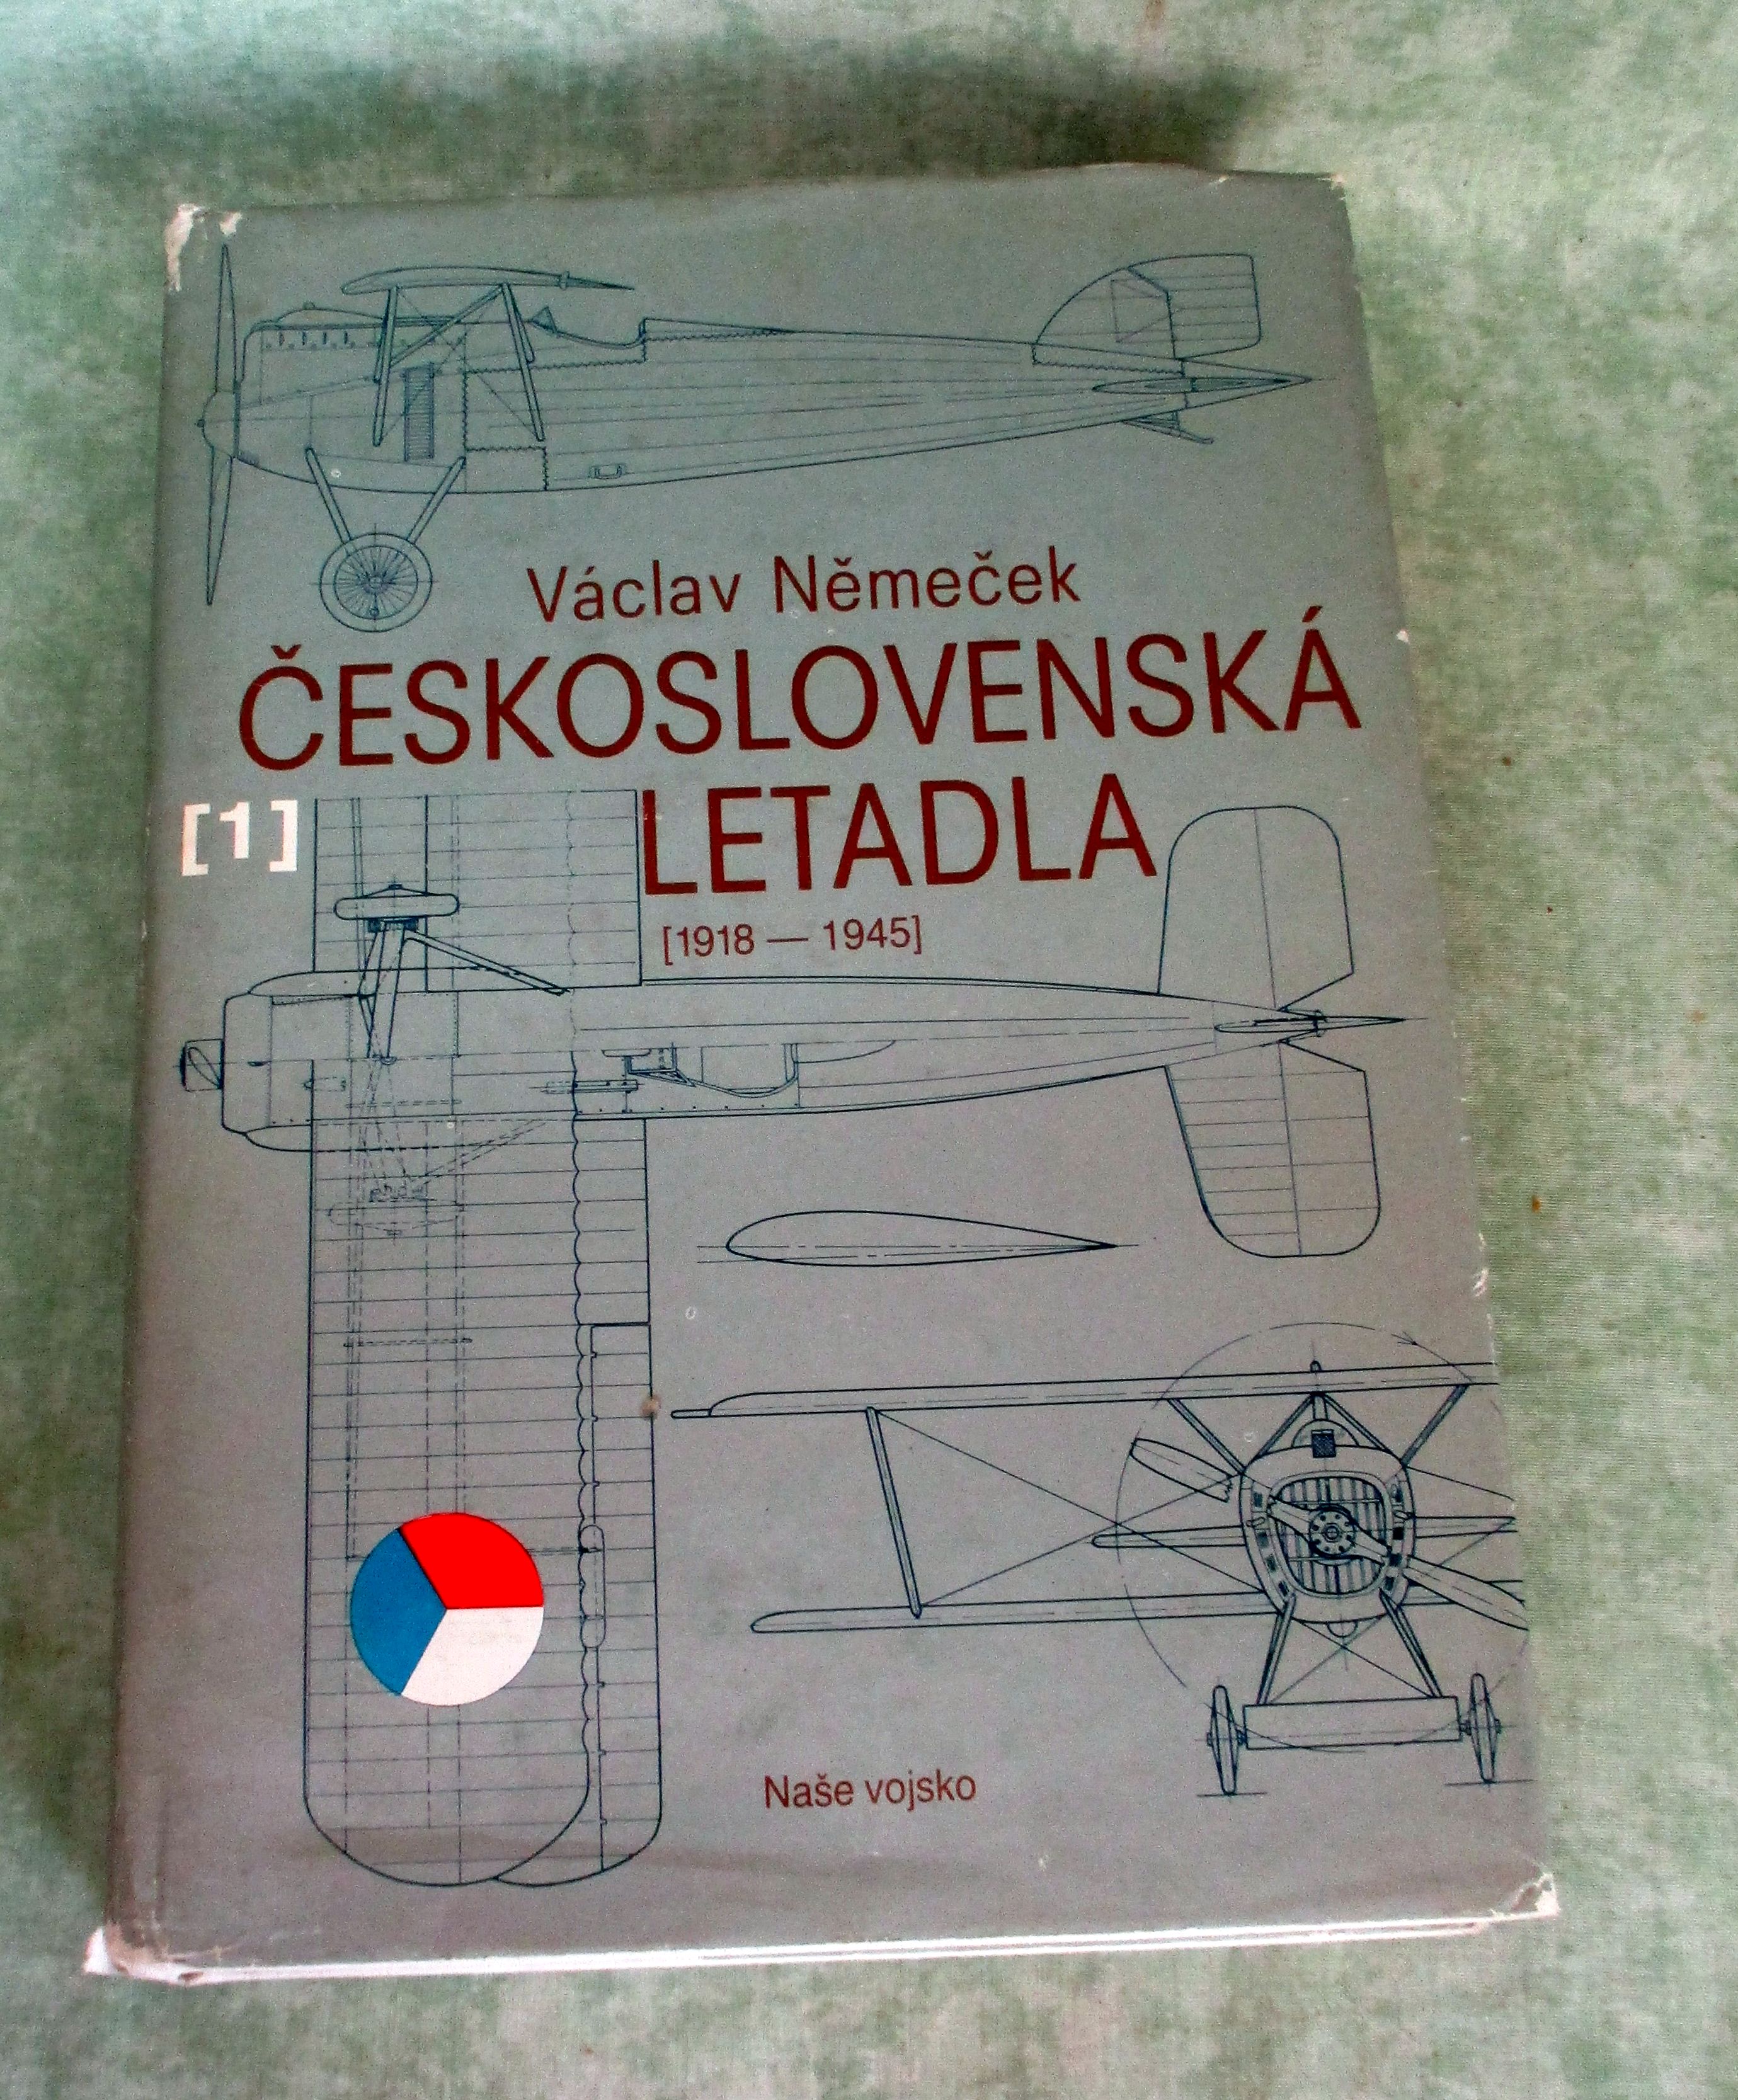 Václav Němeček
ČESKOSLOVENSKÁ
[1] LETADLA
[1918 — 1945]
Naše vojsko